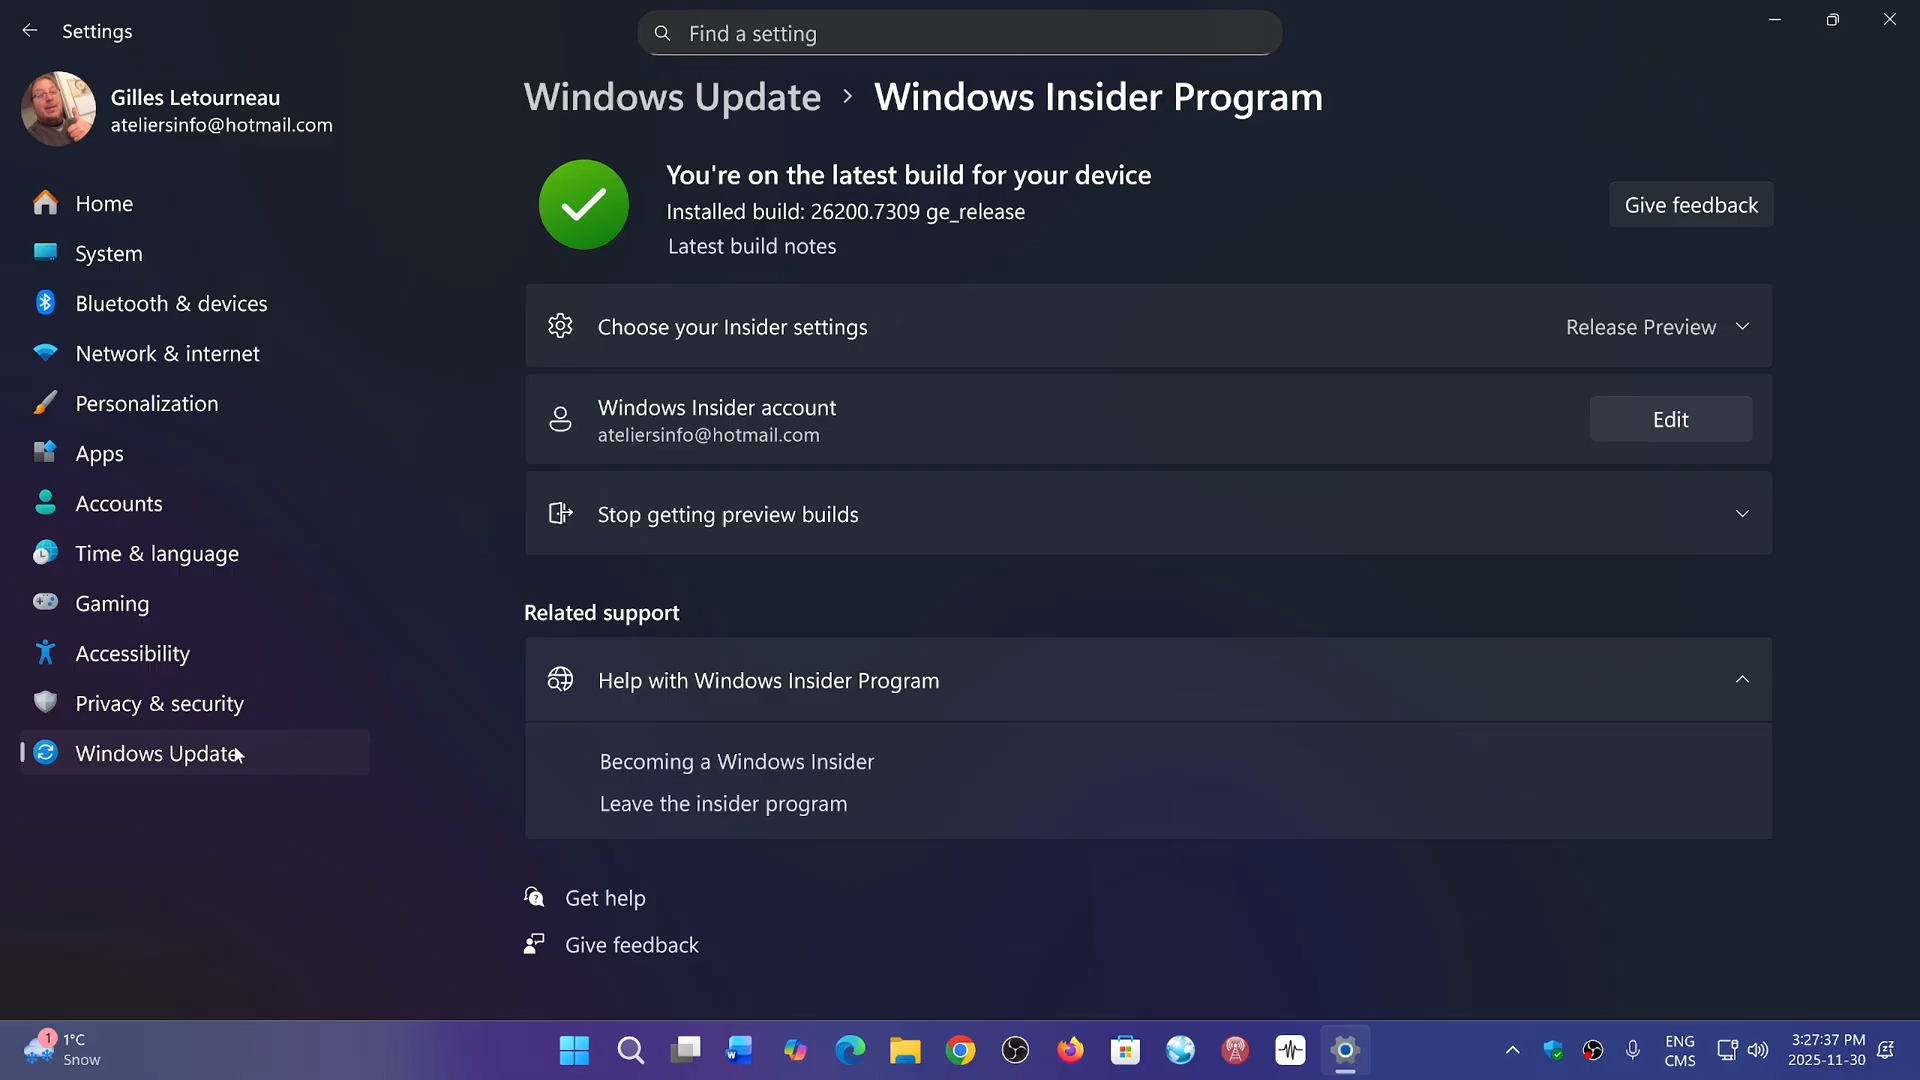 Settings
Find a setting
Gilles Letourneau
ateliersinfo@hotmail.com
Home
System
Bluetooth & devices
Network & internet
Personalization
Apps
Accounts
Time & language
Gaming
Accessibility
Privacy & security
Windows Update
Windows Update > Windows Insider Program
You're on the latest build for your device
Installed build: 26200.7309 ge_release
Latest build notes
Give feedback
Choose your Insider settings
Release Preview
Windows Insider account
ateliersinfo@hotmail.com
Edit
Stop getting preview builds
Related support
Help with Windows Insider Program
Becoming a Windows Insider
Leave the insider program
Get help
Give feedback
1
1°C
Snow
ENG
CMS
3:27:37 PM
2025-11-30